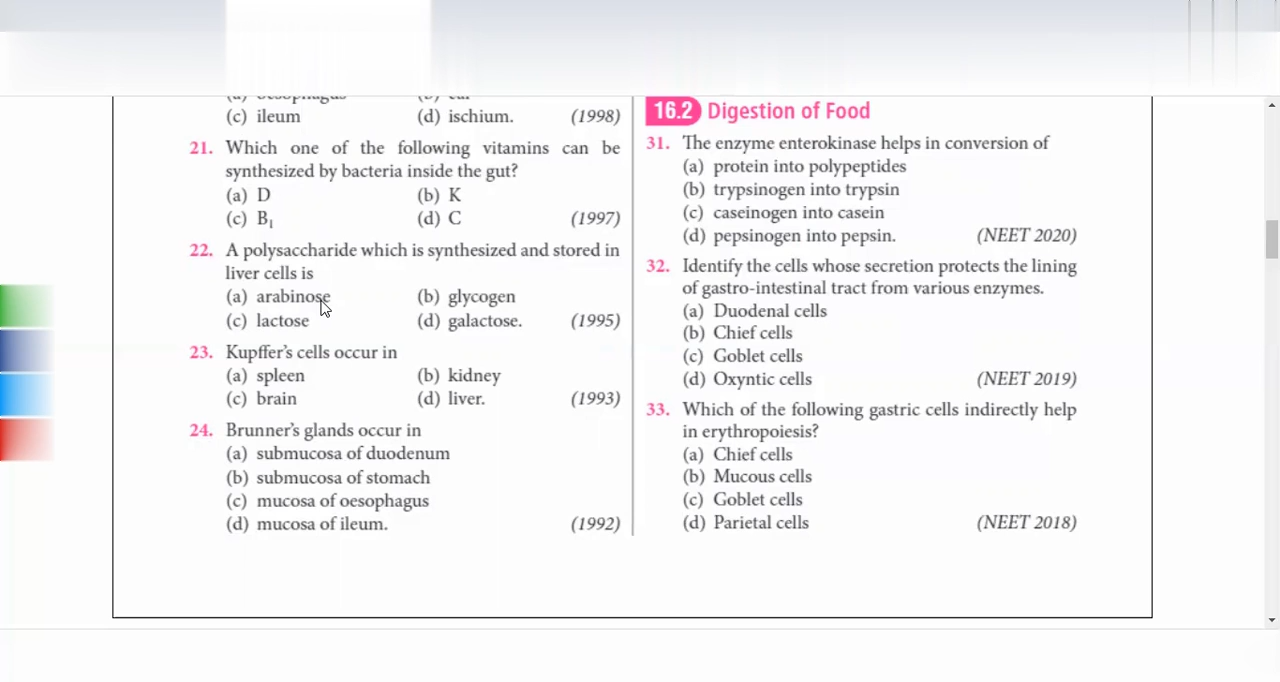 (c) ileum (d) ischium. (1998)
21. Which one of the following vitamins can be
synthesized by bacteria inside the gut?
(a) D (b) K
(c) B₁ (d) C (1997)
22. A polysaccharide which is synthesized and stored in
liver cells is
(a) arabinose (b) glycogen
(c) lactose (d) galactose. (1995)
23. Kupffer's cells occur in
(a) spleen (b) kidney
(c) brain (d) liver. (1993)
24. Brunner's glands occur in
(a) submucosa of duodenum
(b) submucosa of stomach
(c) mucosa of oesophagus
(d) mucosa of ileum. (1992)
16.2 Digestion of Food
31. The enzyme enterokinase helps in conversion of
(a) protein into polypeptides
(b) trypsinogen into trypsin
(c) caseinogen into casein
(d) pepsinogen into pepsin. (NEET 2020)
32. Identify the cells whose secretion protects the lining
of gastro-intestinal tract from various enzymes.
(a) Duodenal cells
(b) Chief cells
(c) Goblet cells
(d) Oxyntic cells (NEET 2019)
33. Which of the following gastric cells indirectly help
in erythropoiesis?
(a) Chief cells
(b) Mucous cells
(c) Goblet cells
(d) Parietal cells (NEET 2018)